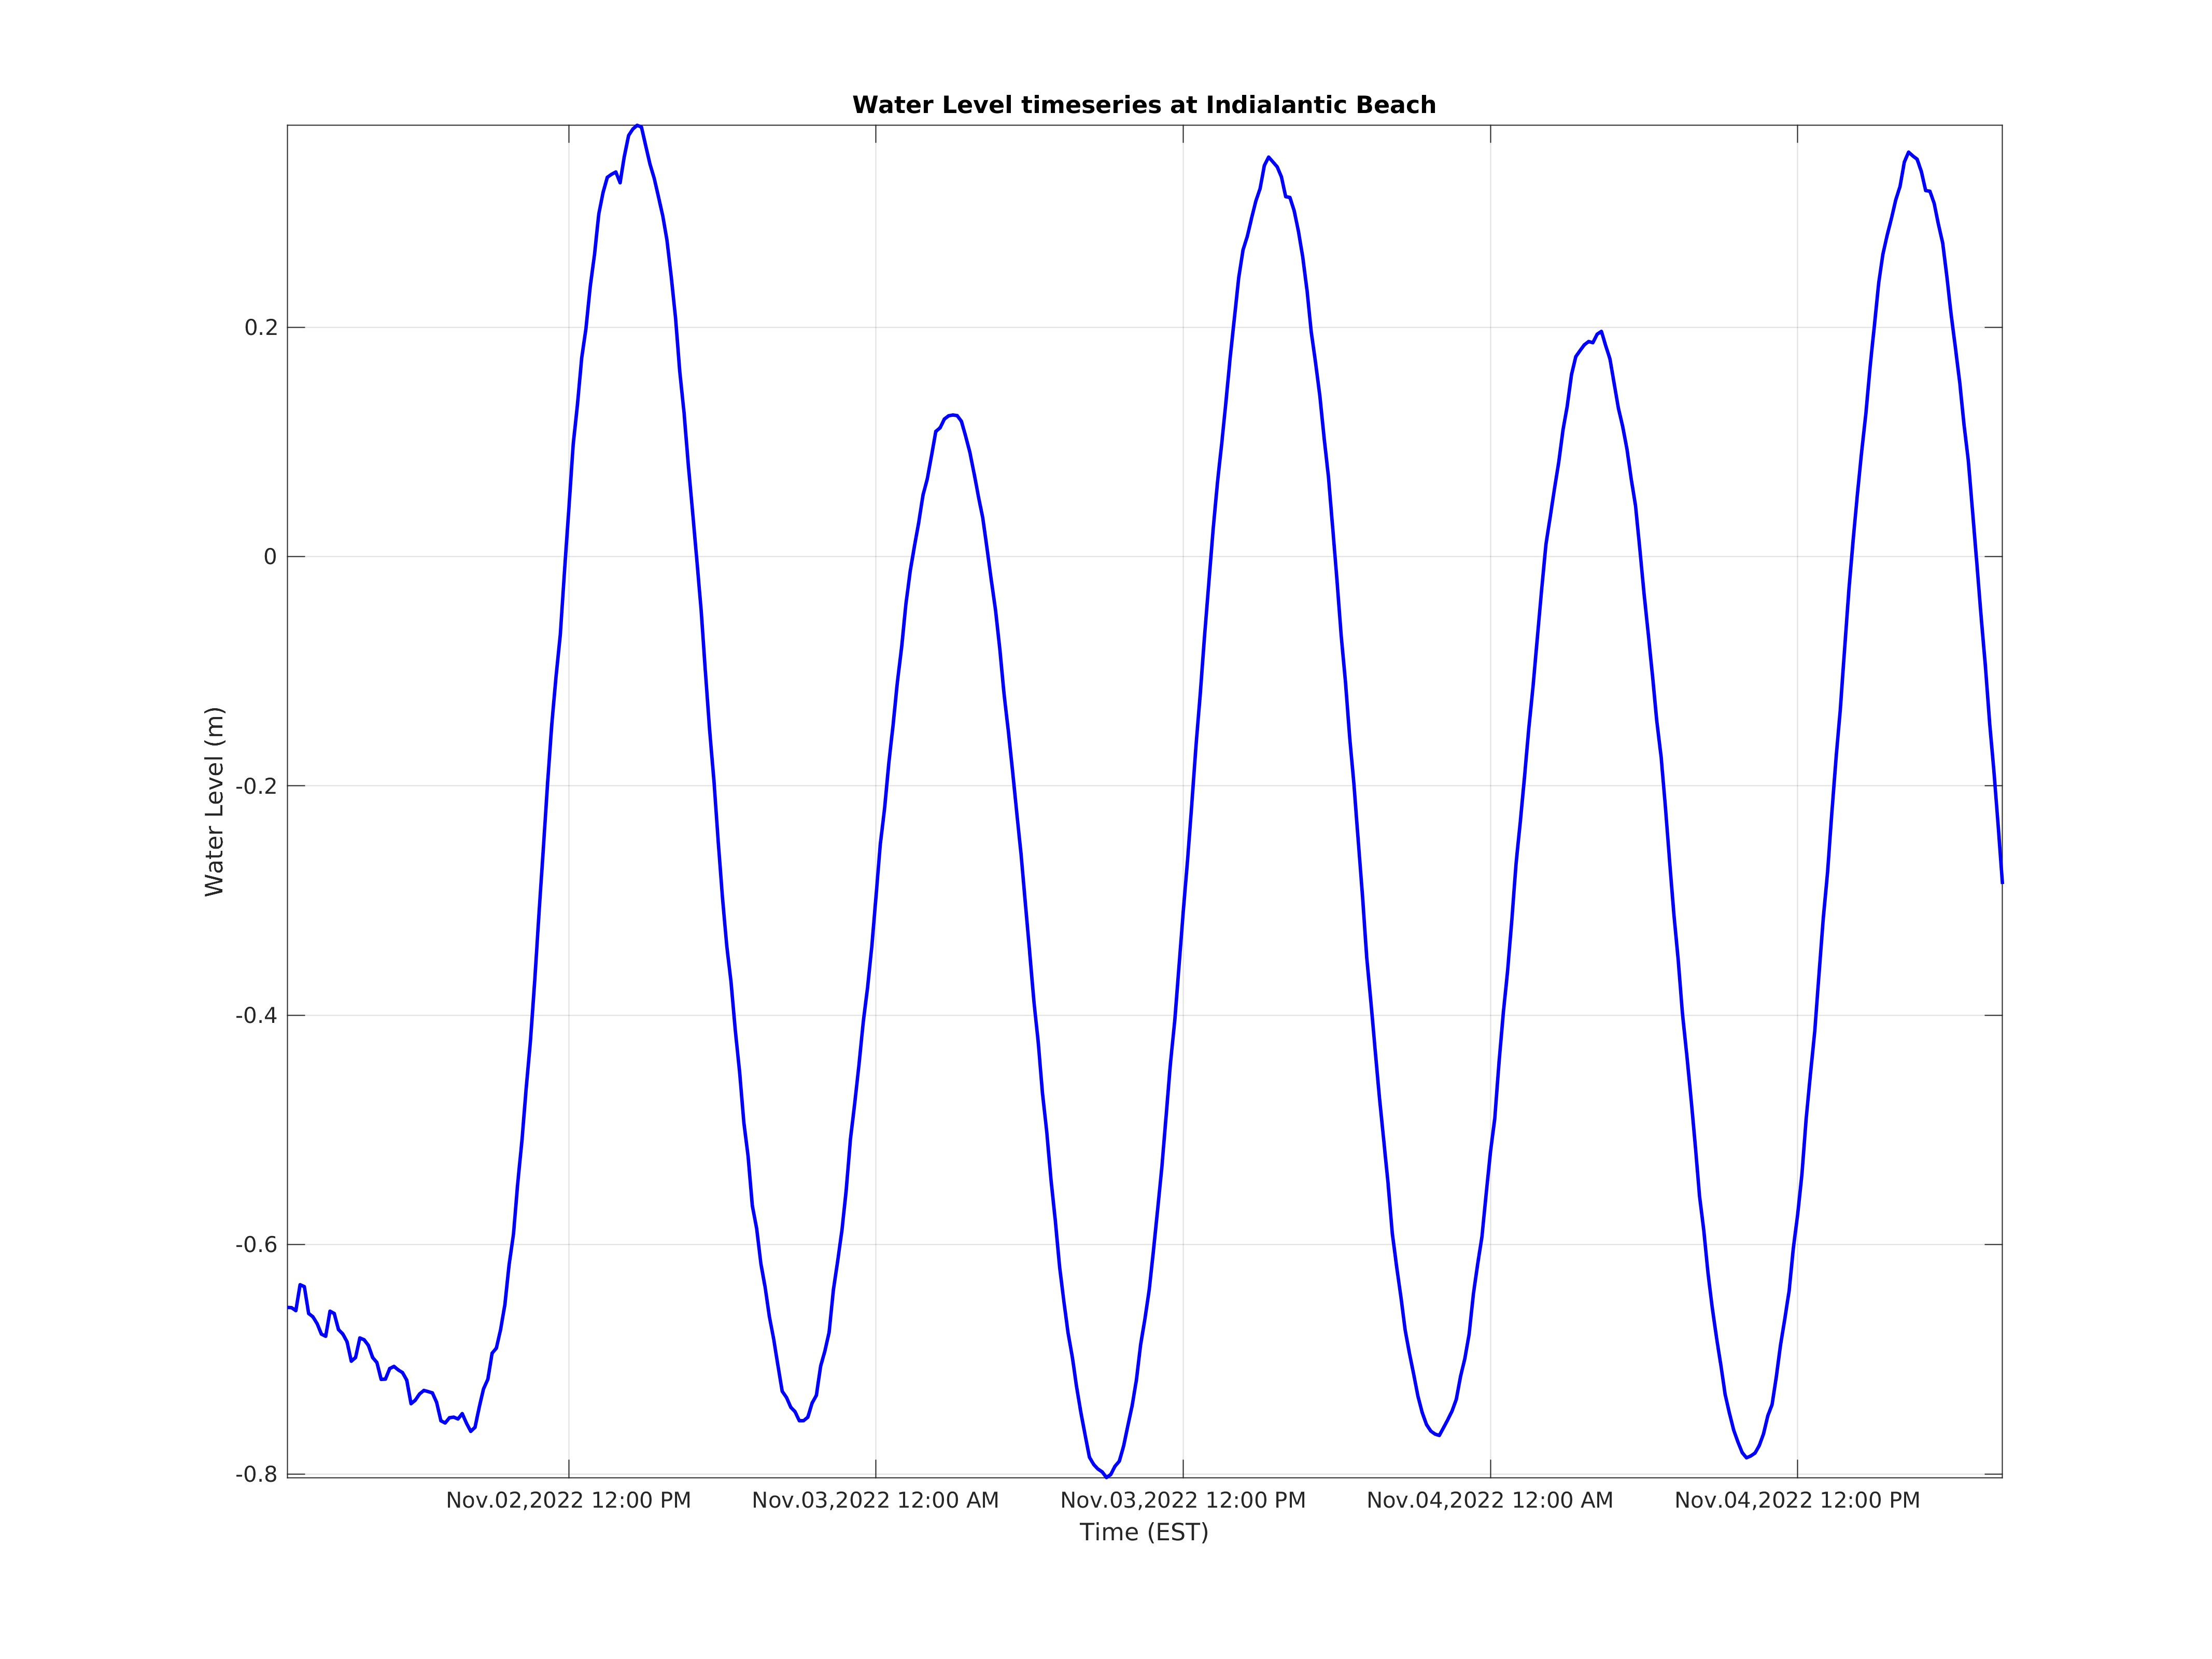 Water Level timeseries at Indialantic Beach
0.2
0
-0.2
-0.4
-0.6
-0.8
Water Level (m)
Nov.02,2022 12:00 PM Nov.03,2022 12:00 AM Nov.03,2022 12:00 PM Nov.04,2022 12:00 AM Nov.04,2022 12:00 PM
Time (EST)